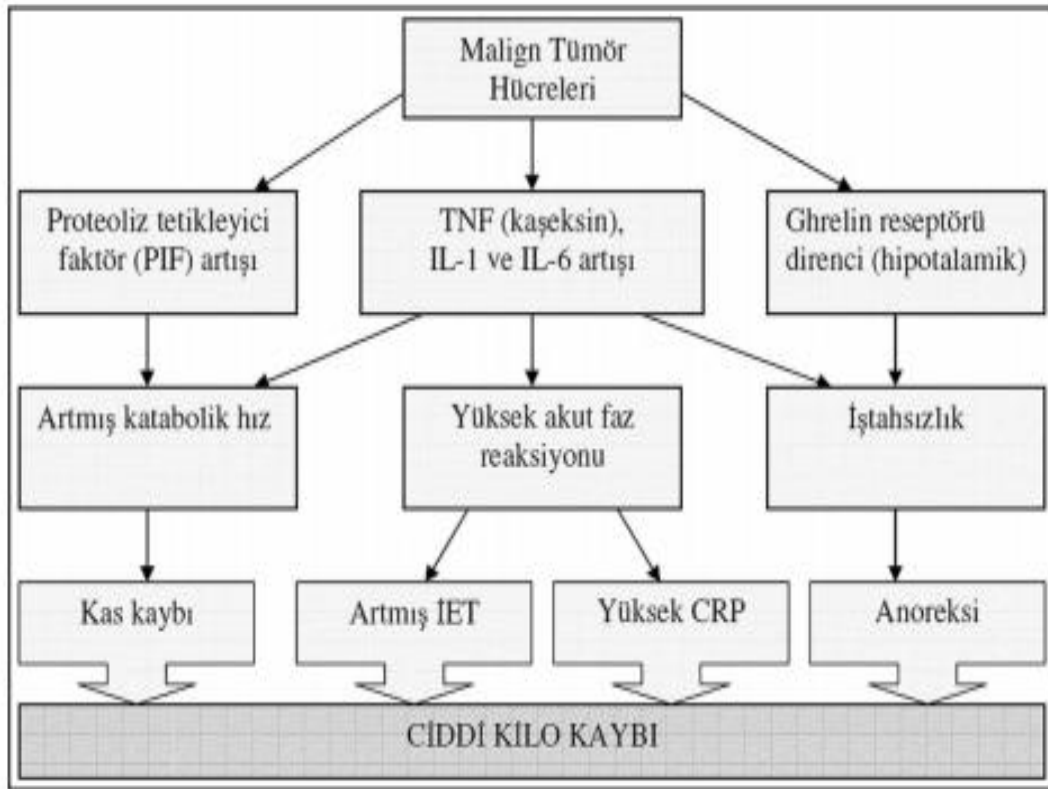 Malign Tümör
Hücreleri
Proteoliz tetikleyici
faktör (PIF) artışı
TNF (kaşeksin),
IL-1 ve IL-6 artışı
Ghrelin reseptörü
direnci (hipotalamik)
Artmış katabolik hız
Yüksek akut faz
reaksiyonu
İştahsızlık
Kas kaybı
Artmış İET
Yüksek CRP
Anoreksi
CİDDİ KİLO KAYBI